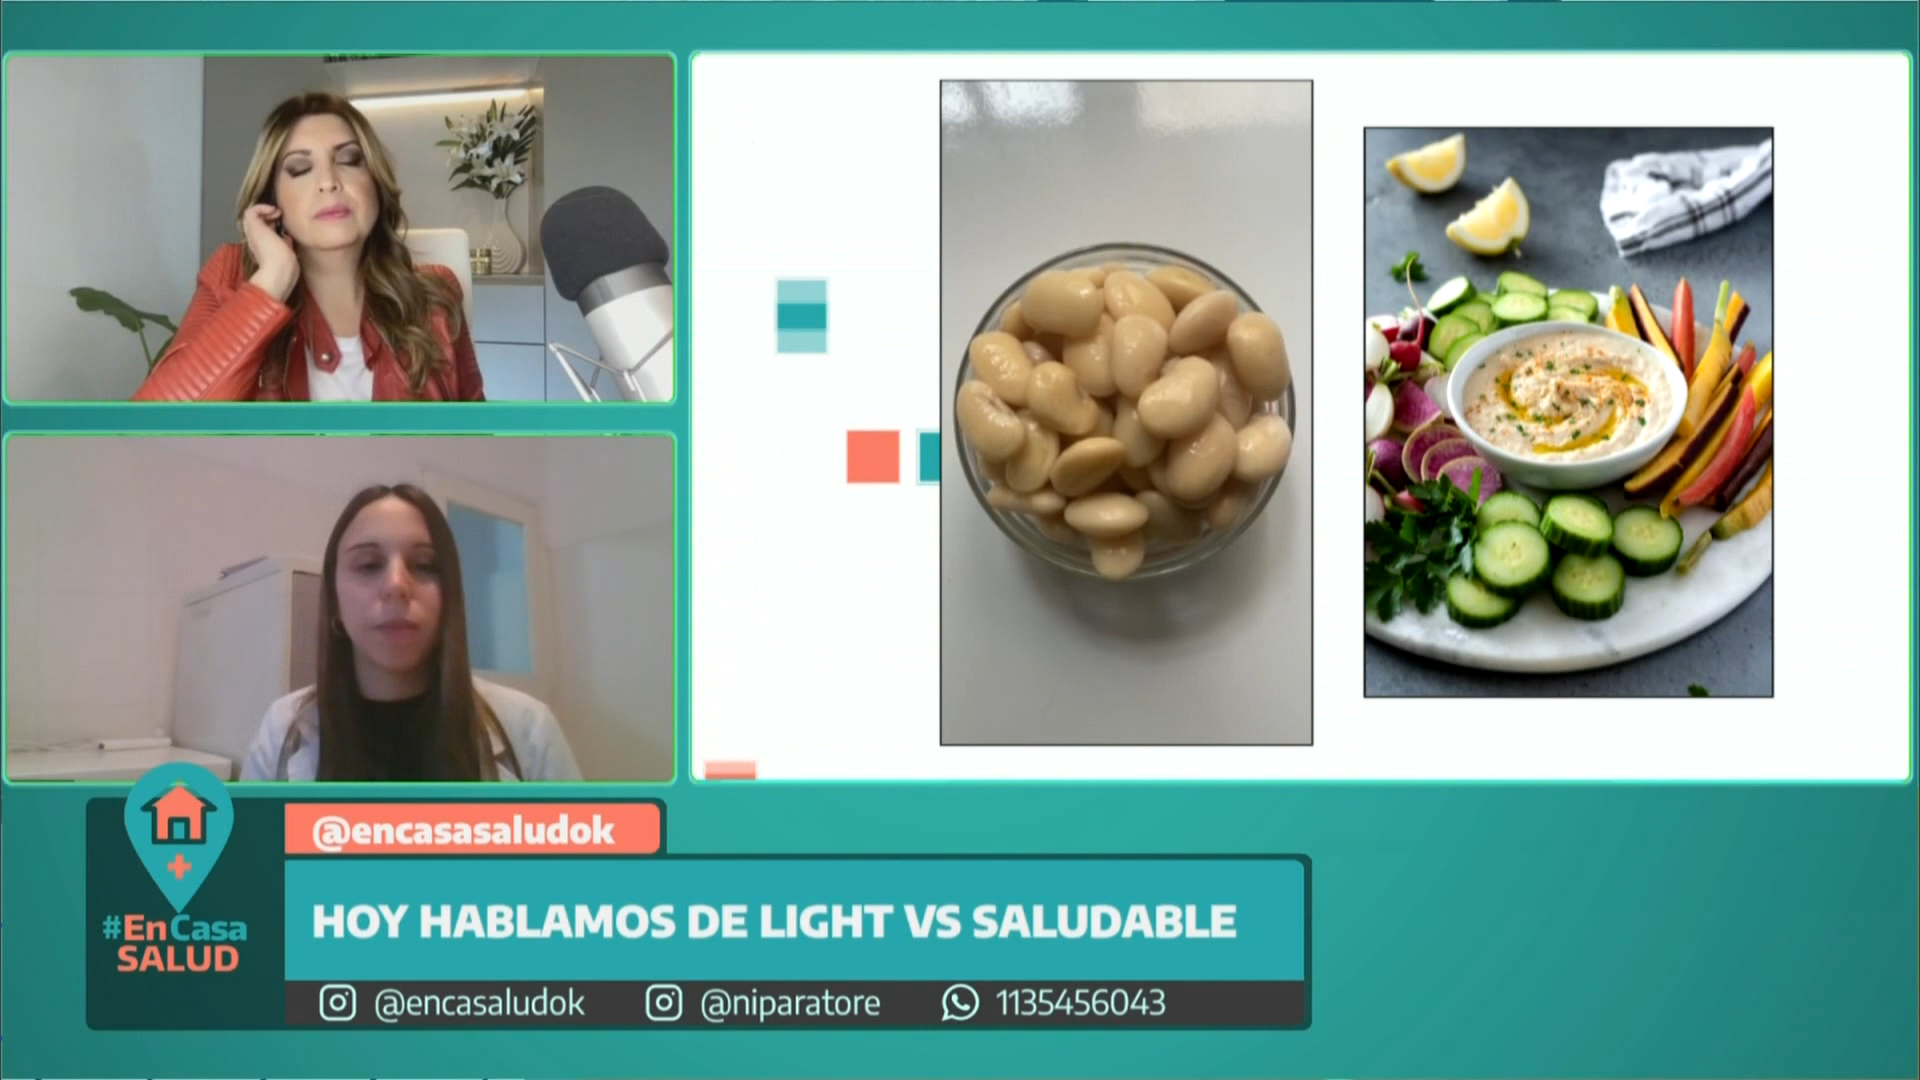 @encasasaludok
#EnCasa
SALUD
HOY HABLAMOS DE LIGHT VS SALUDABLE
@encasaludok @niparatore 1135456043